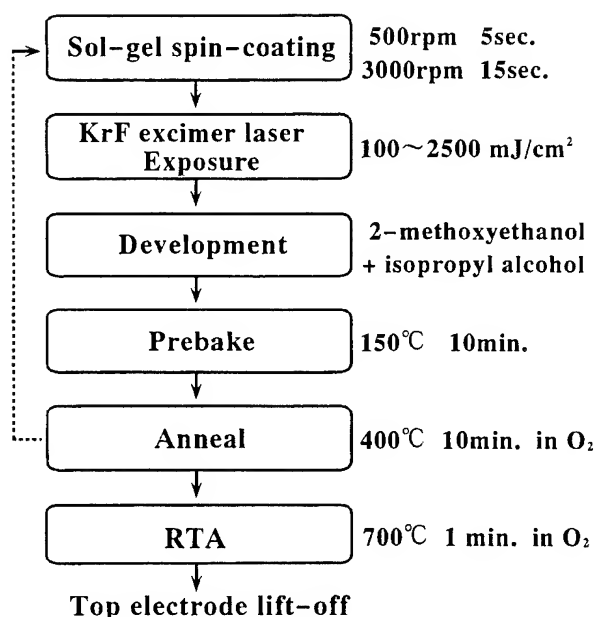 Sol-gel spin-coating
500rpm 5sec.
3000rpm 15sec.
KrF excimer laser
Exposure
100~2500 mJ/cm²
Development
2-methoxyethanol
+ isopropyl alcohol
Prebake
150℃ 10min.
Anneal
400℃ 10min. in O₂
RTA
700℃ 1 min. in O₂
Top electrode lift-off